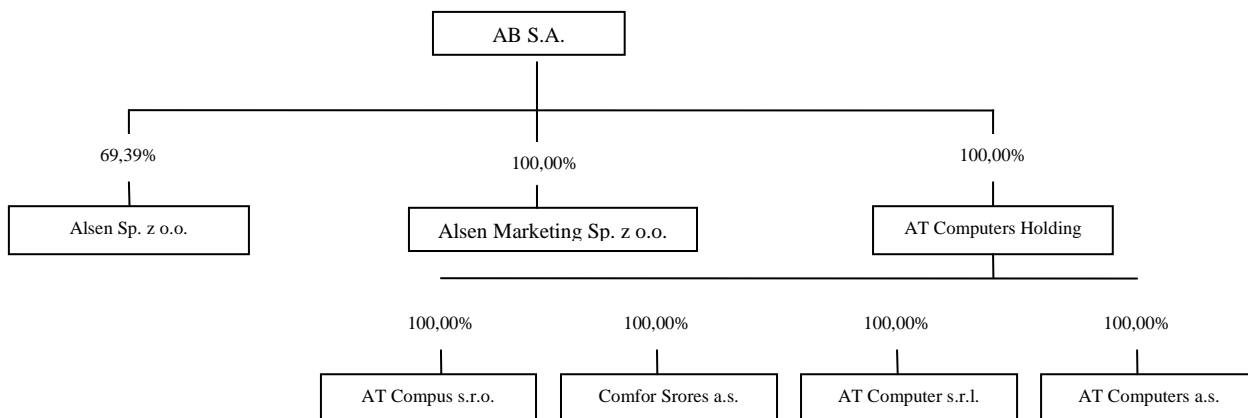 AB S.A.
69,39%
100,00%
100,00%
Alsen Sp. z o.o.
Alsen Marketing Sp. z o.o.
AT Computers Holding
100,00%
100,00%
100,00%
100,00%
AT Compus s.r.o.
Comfor Srores a.s.
AT Computer s.r.l.
AT Computers a.s.